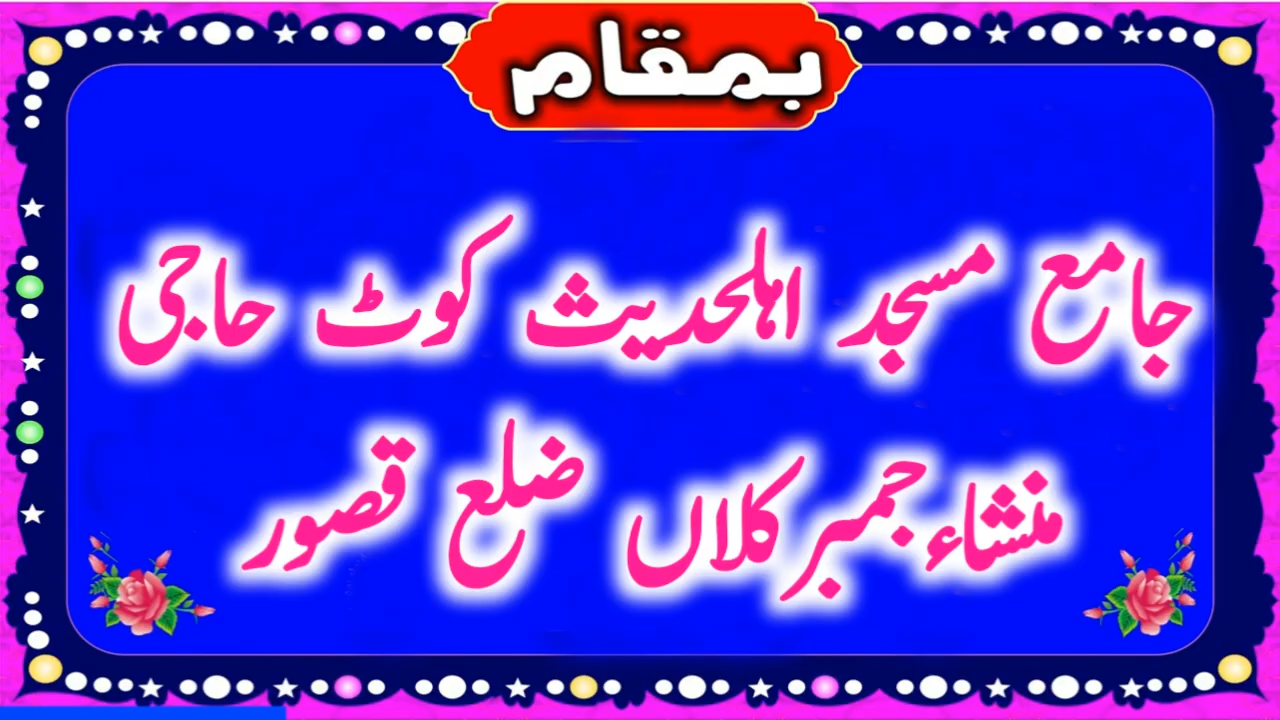 بمقام
جامع مسجد اہلحدیث کوٹ حاجی
منشاء جمبر کلاں ضلع قصور